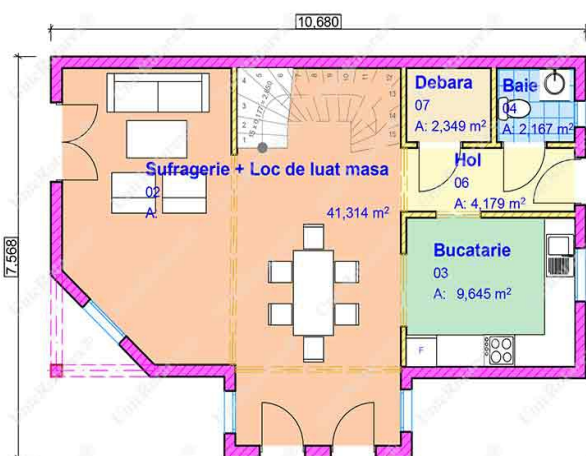 10,680
7,568
Debara
07
A: 2,349 m²
Baie
04
A: 2,167 m²
Sufragerie + Loc de luat masa
02
A:
41,314 m²
Hol
06
A: 4,179 m²
Bucatarie
03
A: 9,645 m²
F